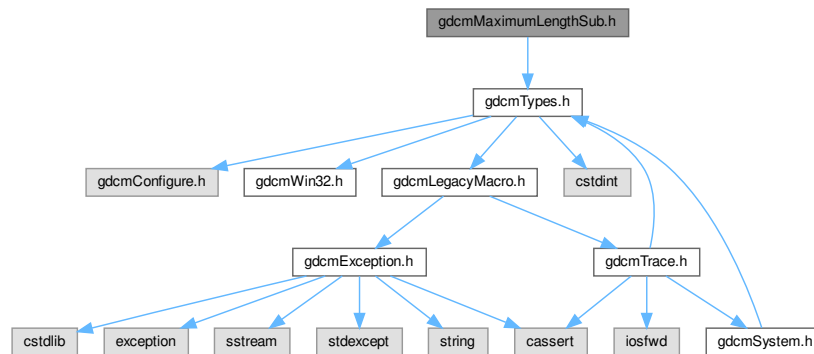 gdcmMaximumLengthSub.h
gdcmTypes.h
gdcmConfigure.h
gdcmWin32.h
gdcmLegacyMacro.h
cstdint
gdcmException.h
gdcmTrace.h
cstdlib
exception
sstream
stdexcept
string
cassert
iosfwd
gdcmSystem.h